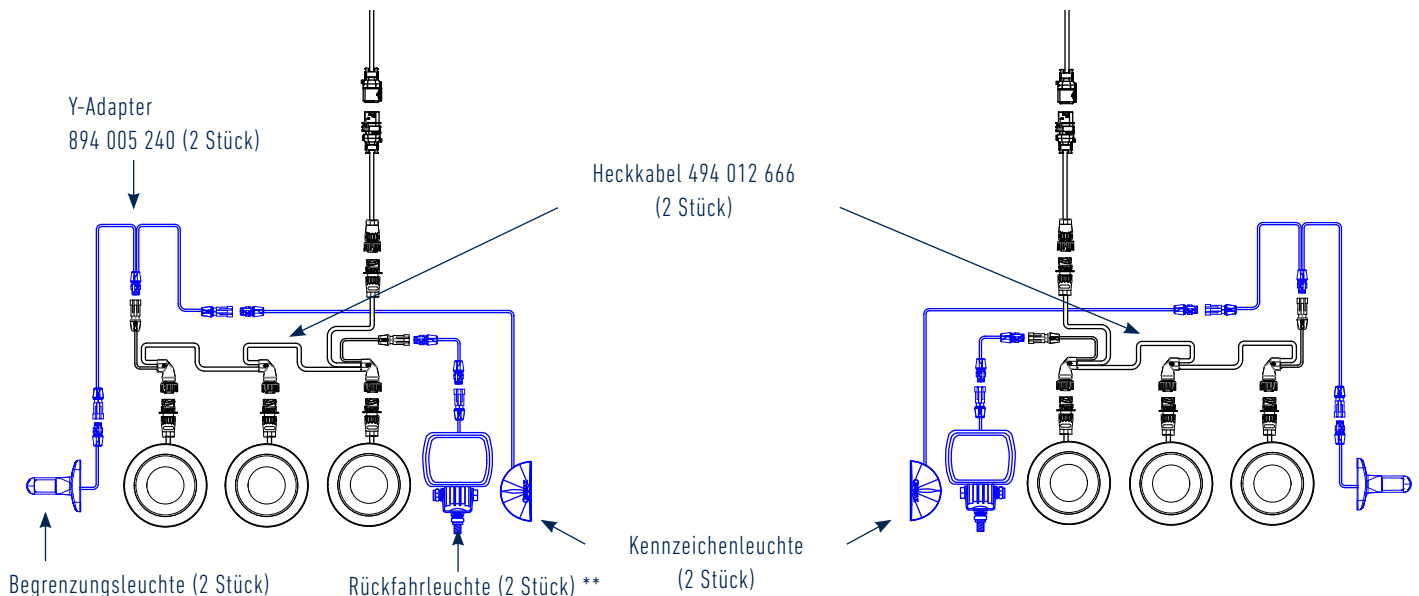 Y-Adapter
894 005 240 (2 Stück)
Heckkabel 494 012 666
(2 Stück)
Kennzeichenleuchte
(2 Stück)
Begrenzungsleuchte (2 Stück)
Rückfahrleuchte (2 Stück) **